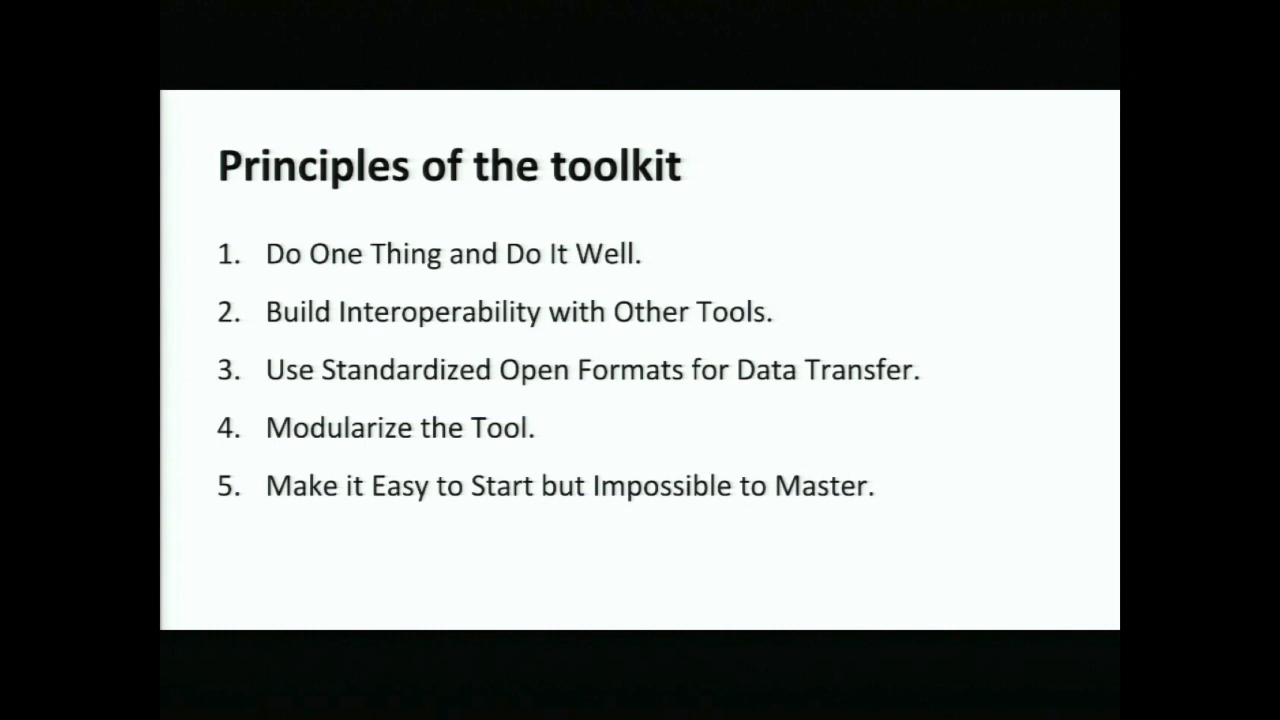 Principles of the toolkit
1. Do One Thing and Do It Well.
2. Build Interoperability with Other Tools.
3. Use Standardized Open Formats for Data Transfer.
4. Modularize the Tool.
5. Make it Easy to Start but Impossible to Master.